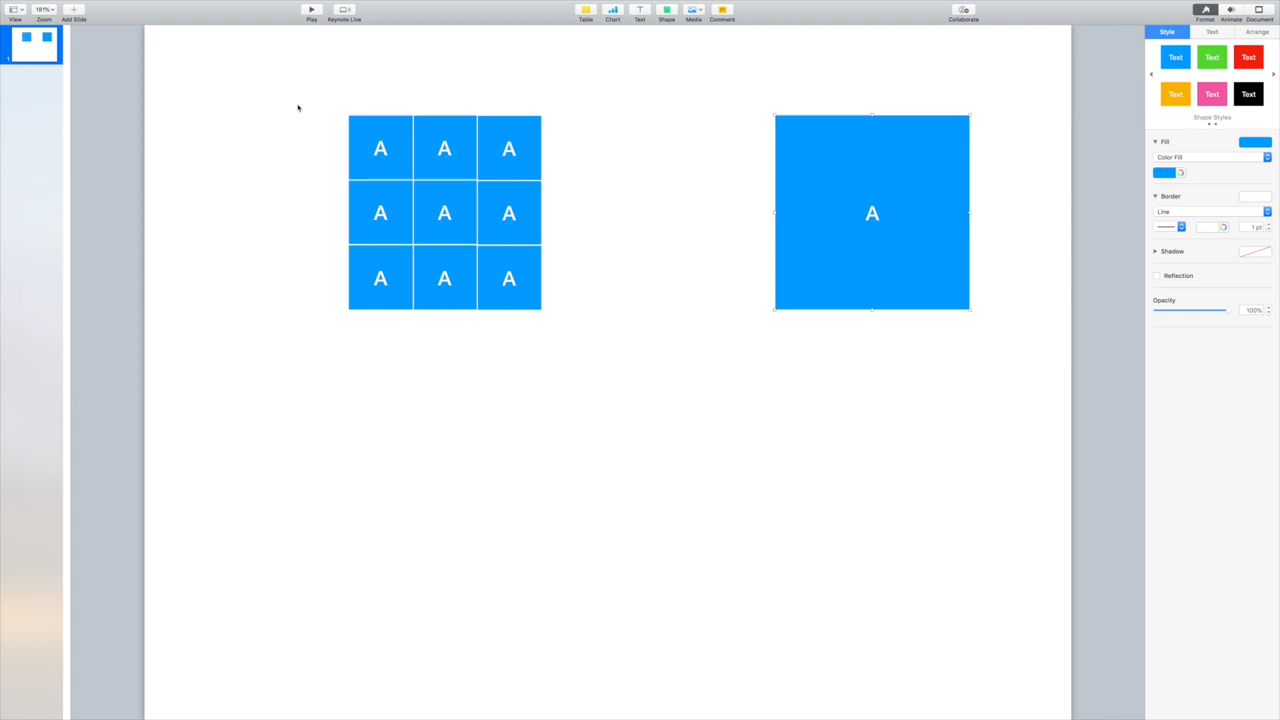 181%
View Zoom Add Slide
Play Keynote Live
Table Chart Text Shape Media Comment
Collaborate
Format Animate Document
1
A A A
A A A
A A A
A
Style Text Arrange
Text Text Text
Text Text Text
Shape Styles
Fill
Color Fill
Border
Line
1 pt
Shadow
Reflection
Opacity
100%